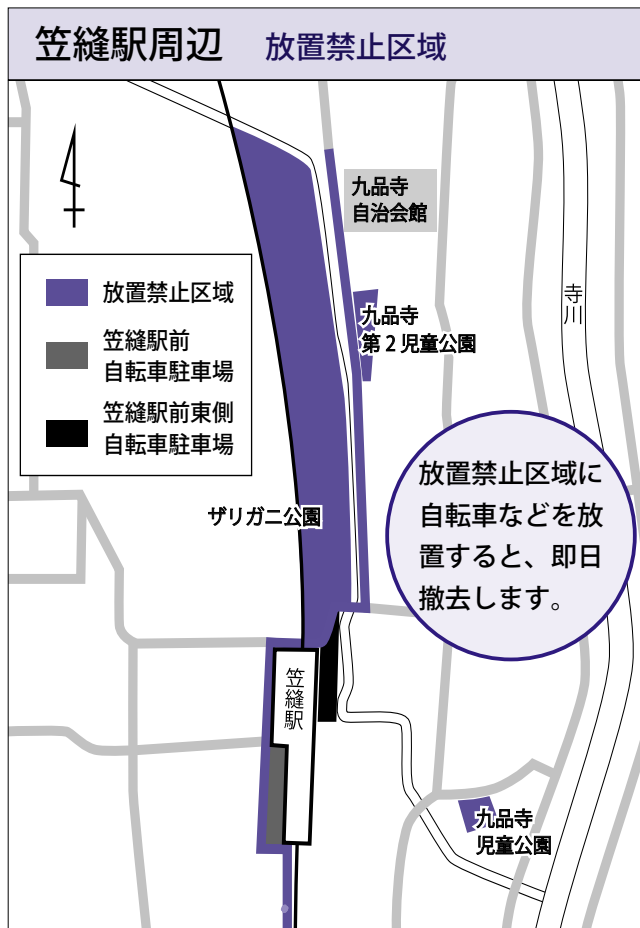 笠縫駅周辺 放置禁止区域
九品寺
自治会館
放置禁止区域
笠縫駅前
自転車駐車場
笠縫駅前東側
自転車駐車場
寺川
九品寺
第2児童公園
放置禁止区域に
自転車などを放
置すると、即日
撤去します。
ザリガニ公園
笠縫駅
九品寺
児童公園